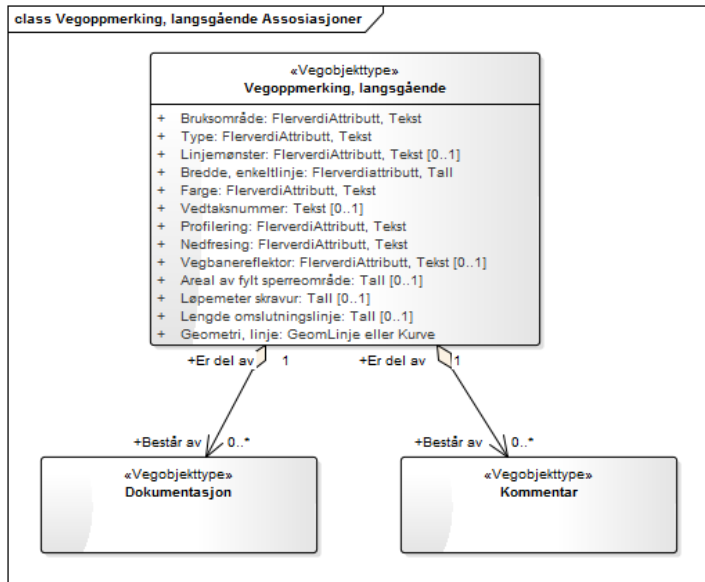 class Vegoppmerking, langsgående Assosiasjoner
«Vegobjekttype»
Vegoppmerking, langsgående
+ Bruksområde: FlerverdiAttributt, Tekst
+ Type: FlerverdiAttributt, Tekst
+ Linjemønster: FlerverdiAttributt, Tekst [0..1]
+ Bredde, enkeltlinje: Flerverdiattributt, Tall
+ Farge: FlerverdiAttributt, Tekst
+ Vedtaksnummer: Tekst [0..1]
+ Profilering: FlerverdiAttributt, Tekst
+ Nedfresing: FlerverdiAttributt, Tekst
+ Vegbanereflektor: FlerverdiAttributt, Tekst [0..1]
+ Areal av fylt sperreområde: Tall [0..1]
+ Løpemeter skravur: Tall [0..1]
+ Lengde omslutningslinje: Tall [0..1]
+ Geometri, linje: GeomLinje eller Kurve
+Er del av 1 +Er del av 1
+Består av 0..* +Består av 0..*
«Vegobjekttype»
Dokumentasjon
«Vegobjekttype»
Kommentar